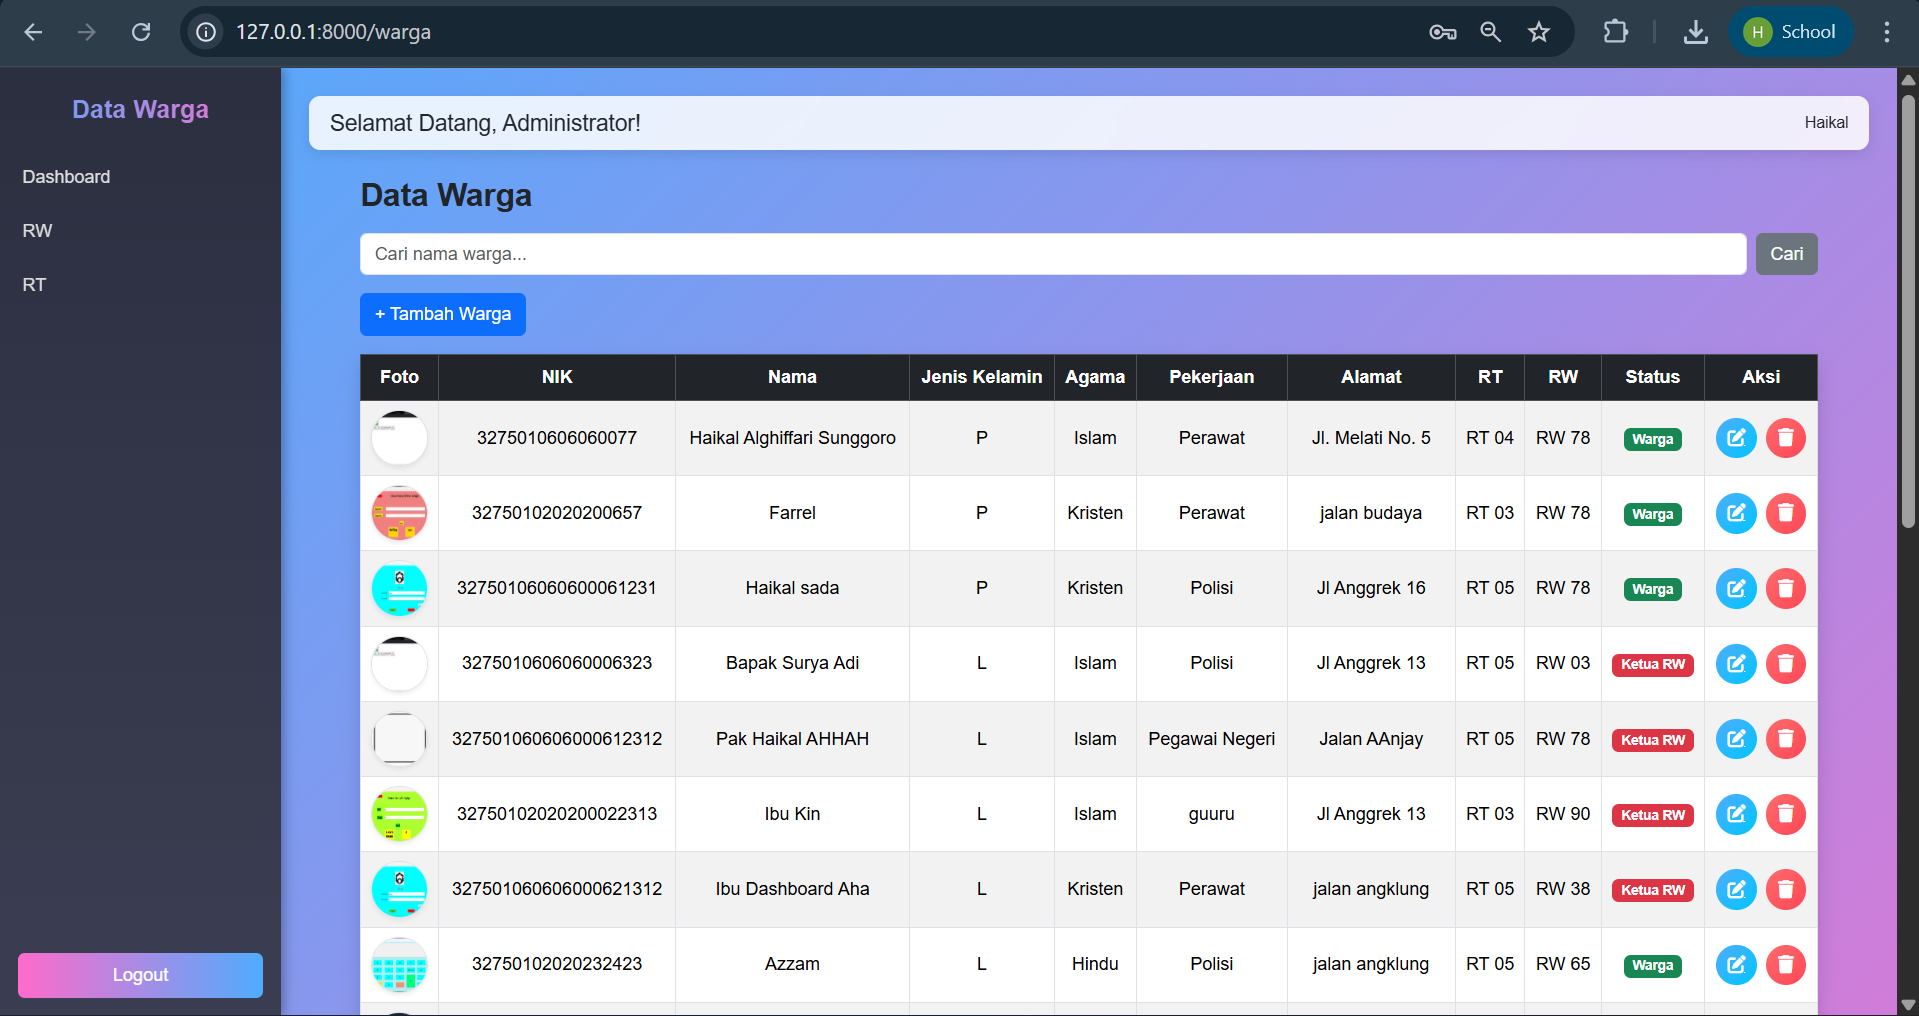 127.0.0.1:8000/warga
H School
Data Warga
Dashboard
RW
RT
Logout
Selamat Datang, Administrator!
Haikal
Data Warga
Cari nama warga...
Cari
+ Tambah Warga
Foto NIK Nama Jenis Kelamin Agama Pekerjaan Alamat RT RW Status Aksi
3275010606060077 Haikal Alghiffari Sunggoro P Islam Perawat Jl. Melati No. 5 RT 04 RW 78 Warga
32750102020200657 Farrel P Kristen Perawat jalan budaya RT 03 RW 78 Warga
32750106060600061231 Haikal sada P Kristen Polisi Jl Anggrek 16 RT 05 RW 78 Warga
3275010606060006323 Bapak Surya Adi L Islam Polisi Jl Anggrek 13 RT 05 RW 03 Ketua RW
327501060606000612312 Pak Haikal AHHAH L Islam Pegawai Negeri Jalan AAnjay RT 05 RW 78 Ketua RW
32750102020200022313 Ibu Kin L Islam guuru Jl Anggrek 13 RT 03 RW 90 Ketua RW
327501060606000621312 Ibu Dashboard Aha L Kristen Perawat jalan angklung RT 05 RW 38 Ketua RW
32750102020232423 Azzam L Hindu Polisi jalan angklung RT 05 RW 65 Warga